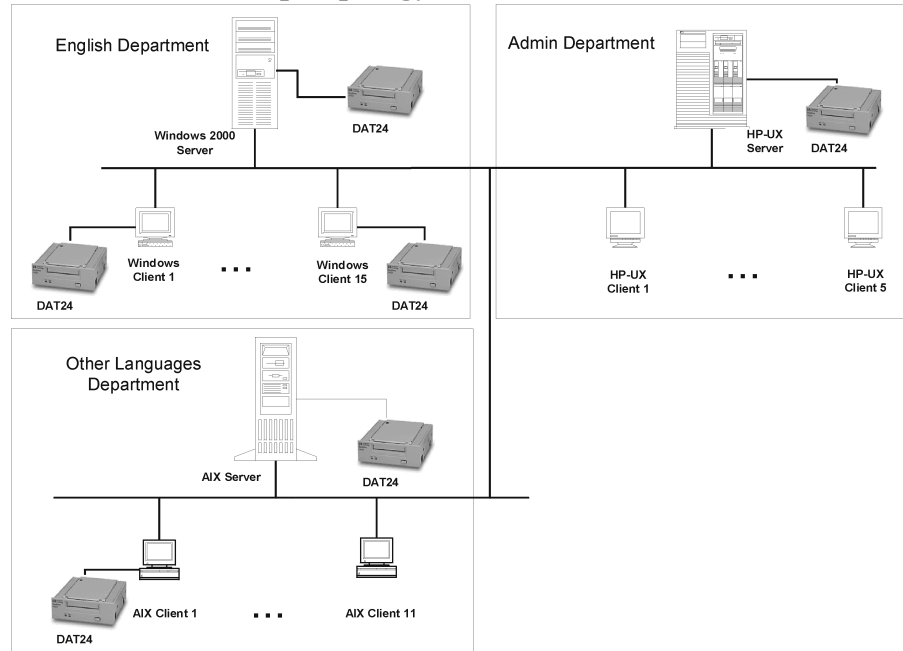 English Department
Admin Department
DAT24
Windows 2000
Server
HP-UX
Server
DAT24
Windows
Client 1
...
Windows
Client 15
DAT24
DAT24
HP-UX
Client 1
...
HP-UX
Client 5
Other Languages
Department
AIX Server
DAT24
AIX Client 1
...
AIX Client 11
DAT24